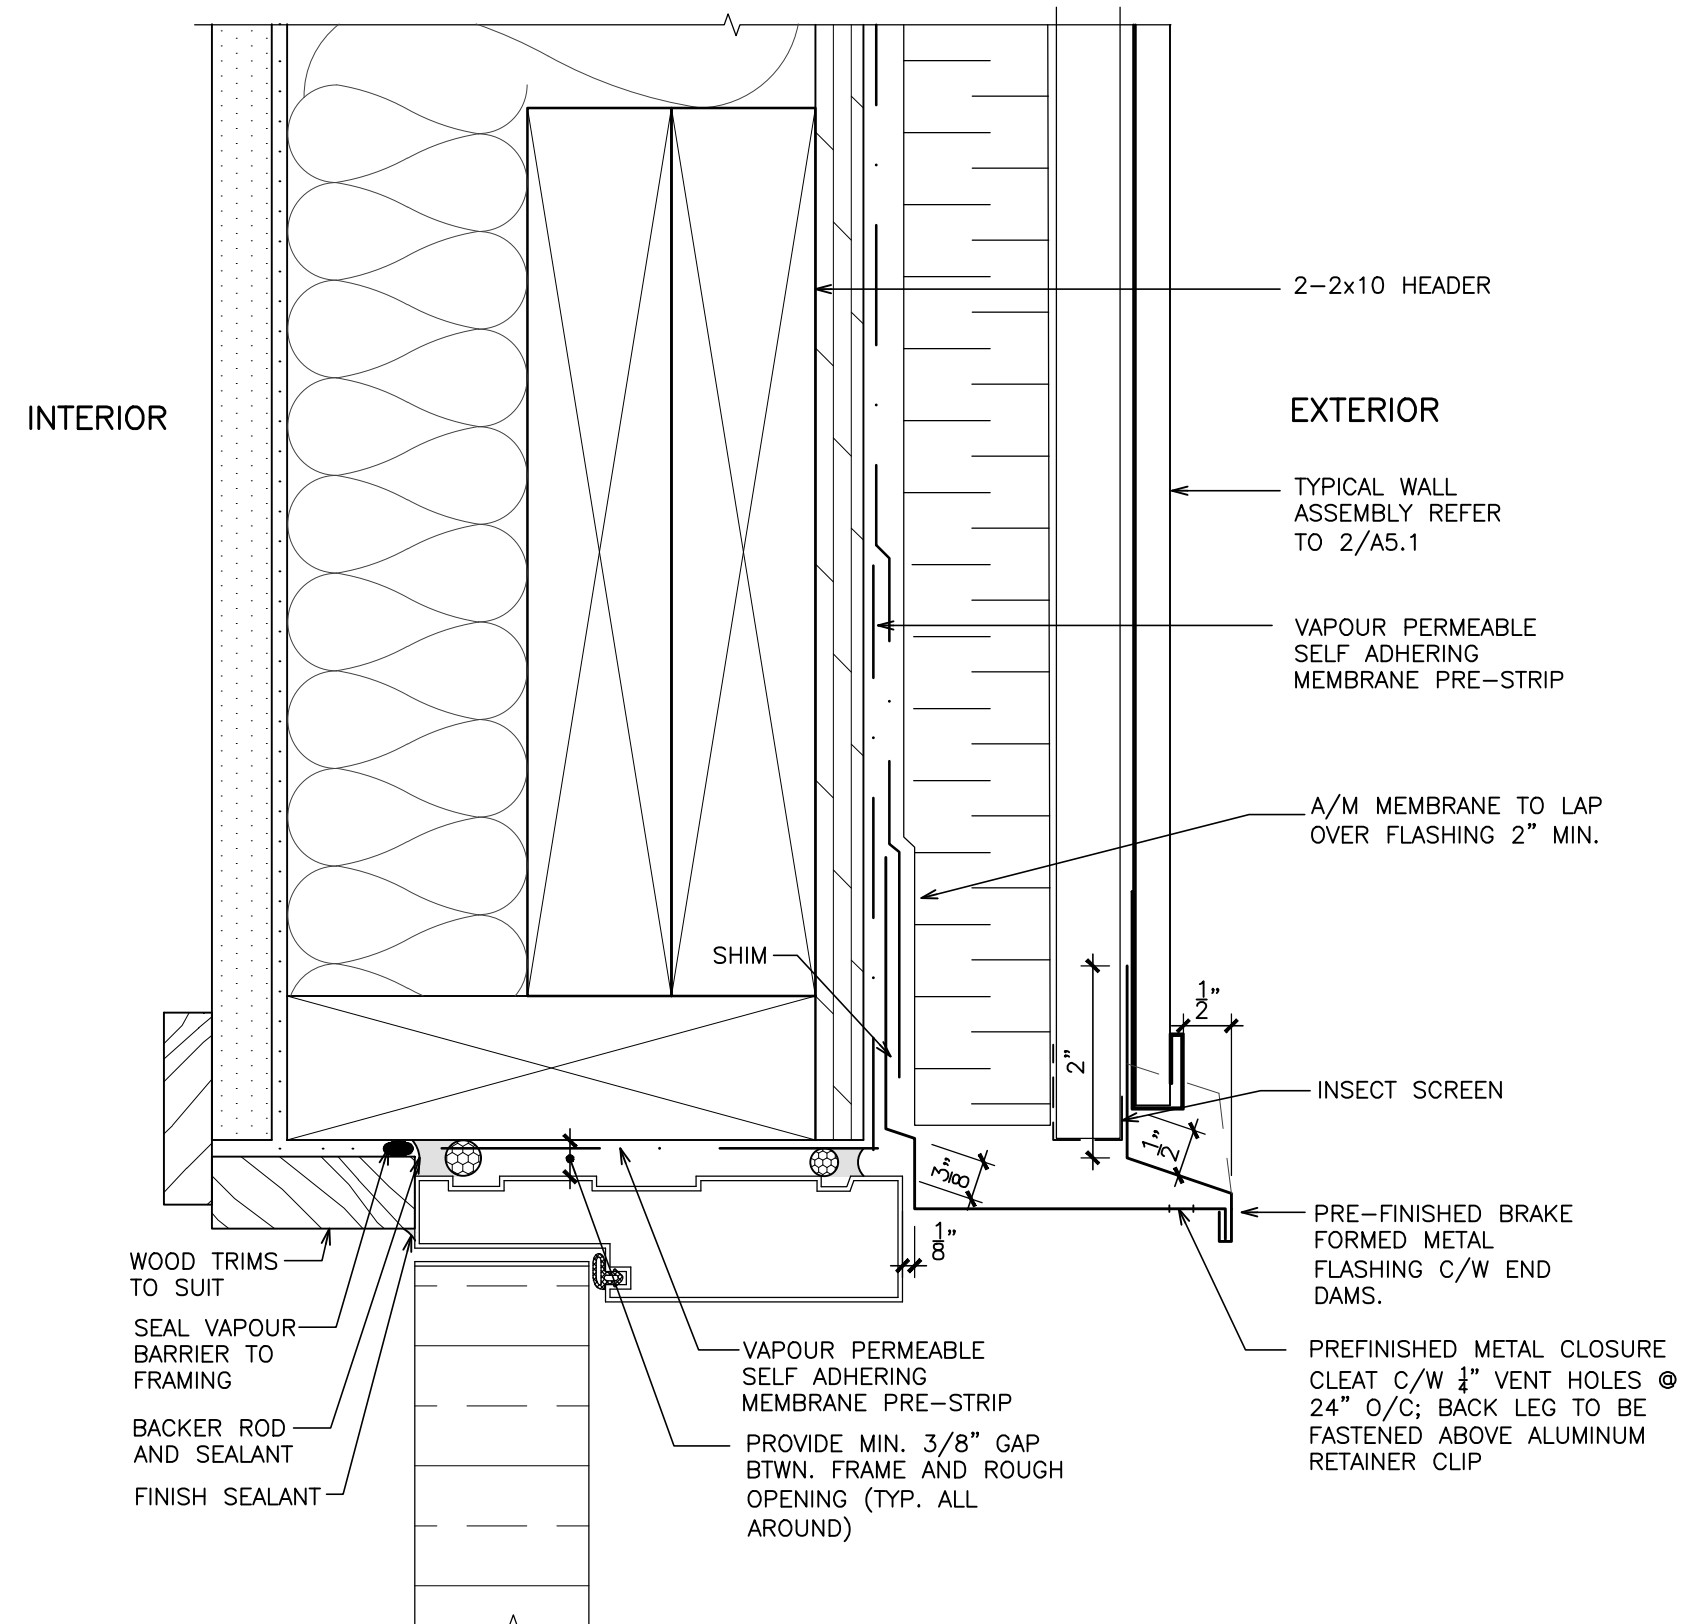 2-2x10 HEADER
INTERIOR
EXTERIOR
TYPICAL WALL
ASSEMBLY REFER
TO 2/A5.1
VAPOUR PERMEABLE
SELF ADHERING
MEMBRANE PRE-STRIP
A/M MEMBRANE TO LAP
OVER FLASHING 2" MIN.
SHIM
1/2"
2"
INSECT SCREEN
1/2"
3/8"
1/8"
PRE-FINISHED BRAKE
FORMED METAL
FLASHING C/W END
DAMS.
WOOD TRIMS
TO SUIT
SEAL VAPOUR
BARRIER TO
FRAMING
BACKER ROD
AND SEALANT
FINISH SEALANT
VAPOUR PERMEABLE
SELF ADHERING
MEMBRANE PRE-STRIP
PROVIDE MIN. 3/8" GAP
BTWN. FRAME AND ROUGH
OPENING (TYP. ALL
AROUND)
PREFINISHED METAL CLOSURE
CLEAT C/W 1/4" VENT HOLES @
24" O/C; BACK LEG TO BE
FASTENED ABOVE ALUMINUM
RETAINER CLIP